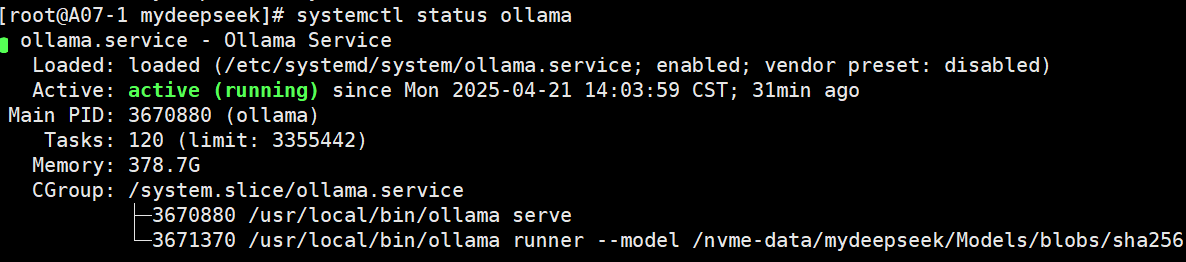 [root@A07-1 mydeepseek]# systemctl status ollama
ollama.service - Ollama Service
Loaded: loaded (/etc/systemd/system/ollama.service; enabled; vendor preset: disabled)
Active: active (running) since Mon 2025-04-21 14:03:59 CST; 31min ago
Main PID: 3670880 (ollama)
Tasks: 120 (limit: 3355442)
Memory: 378.7G
CGroup: /system.slice/ollama.service
├─3670880 /usr/local/bin/ollama serve
└─3671370 /usr/local/bin/ollama runner --model /nvme-data/mydeepseek/Models/blobs/sha256